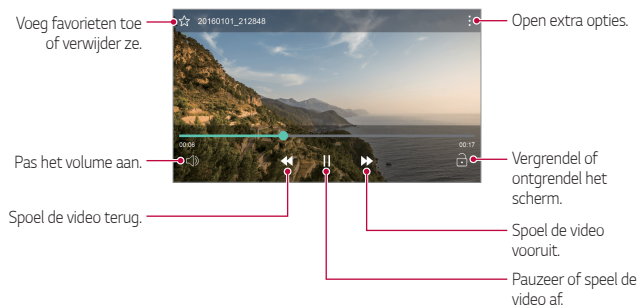 Voeg favorieten toe
of verwijder ze.
20160101_212848
Open extra opties.
00:06
00:17
Pas het volume aan.
Vergrendel of
ontgrendel het
scherm.
Spoel de video terug.
Spoel de video
vooruit.
Pauzeer of speel de
video af.